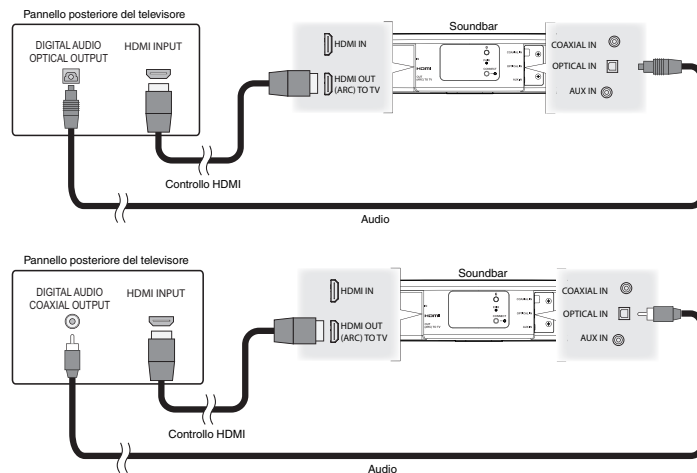 Pannello posteriore del televisore
Soundbar
DIGITAL AUDIO
OPTICAL OUTPUT
HDMI INPUT
HDMI IN
HDMI OUT
(ARC) TO TV
COAXIAL IN
OPTICAL IN
AUX IN
Controllo HDMI
Audio
Pannello posteriore del televisore
Soundbar
DIGITAL AUDIO
COAXIAL OUTPUT
HDMI INPUT
HDMI IN
HDMI OUT
(ARC) TO TV
COAXIAL IN
OPTICAL IN
AUX IN
Controllo HDMI
Audio